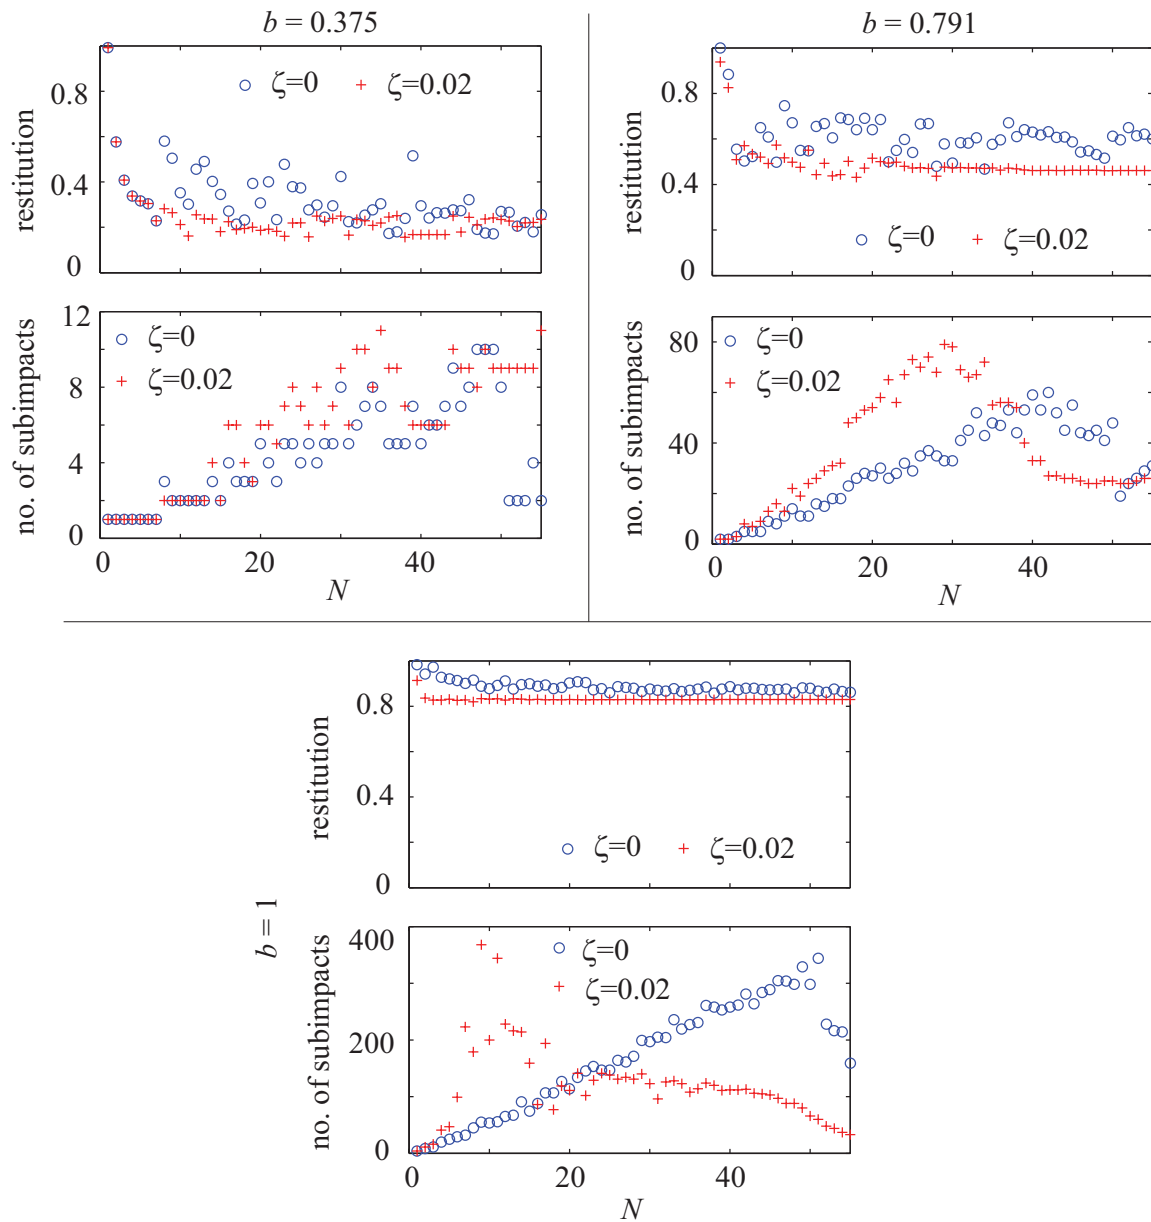 b = 0.375
restitution
0.8
0.4
0
ζ=0
ζ=0.02
no. of subimpacts
12
8
4
0
ζ=0
ζ=0.02
0
20
40
N
b = 0.791
restitution
0.8
0.4
0
ζ=0
ζ=0.02
no. of subimpacts
80
40
0
ζ=0
ζ=0.02
0
20
40
N
b = 1
restitution
0.8
0.4
0
ζ=0
ζ=0.02
no. of subimpacts
400
200
0
ζ=0
ζ=0.02
0
20
40
N